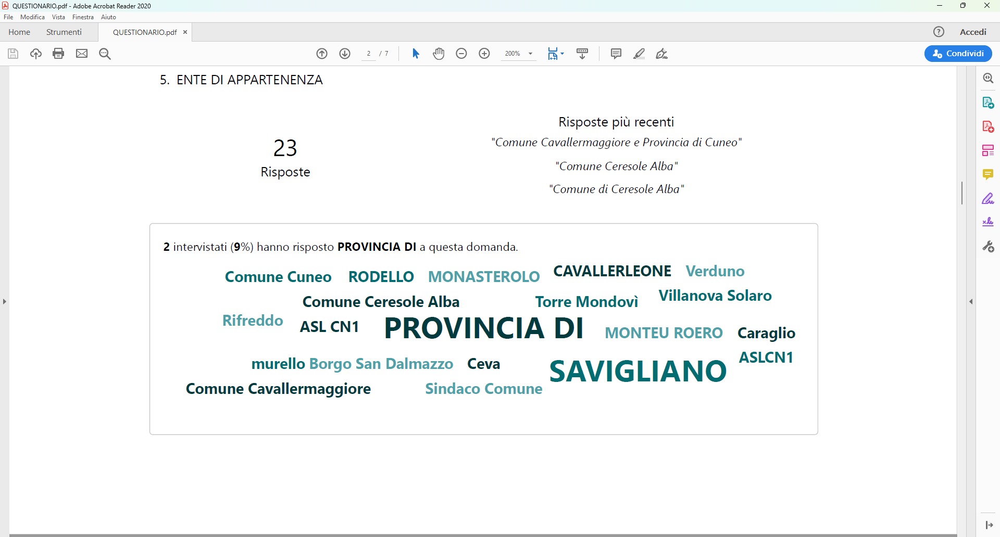 QUESTIONARIO.pdf - Adobe Acrobat Reader 2020
File Modifica Vista Finestra Aiuto
Home Strumenti QUESTIONARIO.pdf × Accedi
2 / 7 200% Condividi
5. ENTE DI APPARTENENZA
Risposte più recenti
23
Risposte
"Comune Cavallermaggiore e Provincia di Cuneo"
"Comune Ceresole Alba"
"Comune di Ceresole Alba"
2 intervistati (9%) hanno risposto PROVINCIA DI a questa domanda.
Comune Cuneo RODELLO MONASTEROLO CAVALLERLEONE Verduno
Comune Ceresole Alba Torre Mondovì Villanova Solaro
Rifreddo ASL CN1 PROVINCIA DI MONTEU ROERO Caraglio
murello Borgo San Dalmazzo Ceva SAVIGLIANO ASLCN1
Comune Cavallermaggiore Sindaco Comune